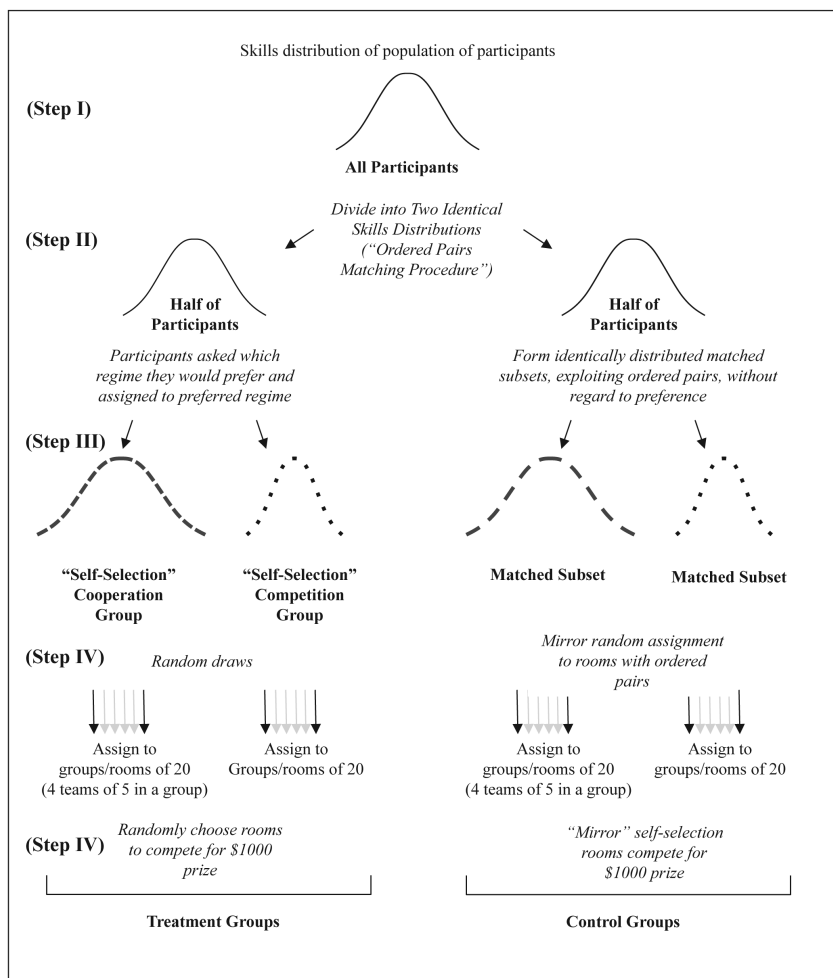 Skills distribution of population of participants
(Step I)
All Participants
(Step II)
Divide into Two Identical
Skills Distributions
(“Ordered Pairs
Matching Procedure”)
Half of
Participants
Half of
Participants
Participants asked which
regime they would prefer and
assigned to preferred regime
Form identically distributed matched
subsets, exploiting ordered pairs, without
regard to preference
(Step III)
“Self-Selection”
Cooperation
Group
“Self-Selection”
Competition
Group
Matched Subset
Matched Subset
(Step IV)
Random draws
Mirror random assignment
to rooms with ordered
pairs
Assign to
groups/rooms of 20
(4 teams of 5 in a group)
Assign to
Groups/rooms of 20
Assign to
groups/rooms of 20
(4 teams of 5 in a group)
Assign to
groups/rooms of 20
(Step IV)
Randomly choose rooms
to compete for $1000
prize
“Mirror” self-selection
rooms compete for
$1000 prize
Treatment Groups
Control Groups